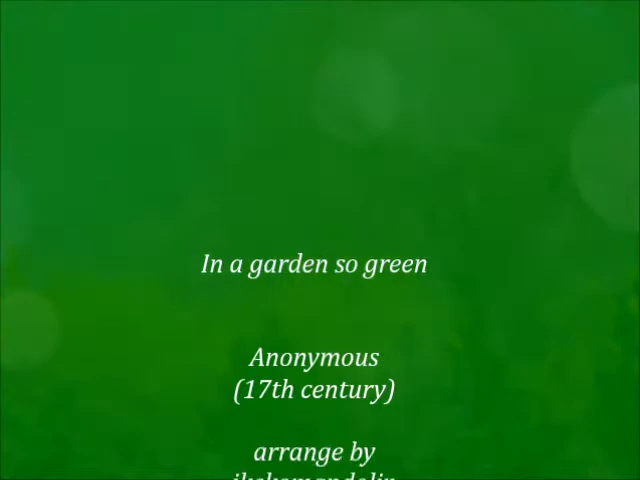 In a garden so green
Anonymous
(17th century)
arrange by